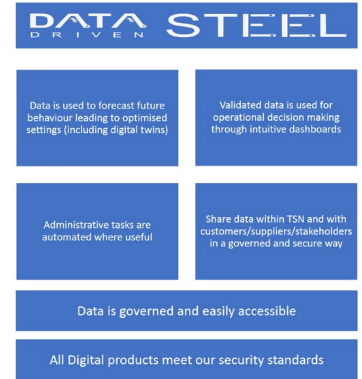 DATA STEEL
DRIVEN
Data is used to forecast future
behaviour leading to optimised
settings (including digital twins)
Validated data is used for
operational decision making
through intuitive dashboards
Administrative tasks are
automated where useful
Share data within TSN and with
customers/suppliers/stakeholders
in a governed and secure way
Data is governed and easily accessible
All Digital products meet our security standards